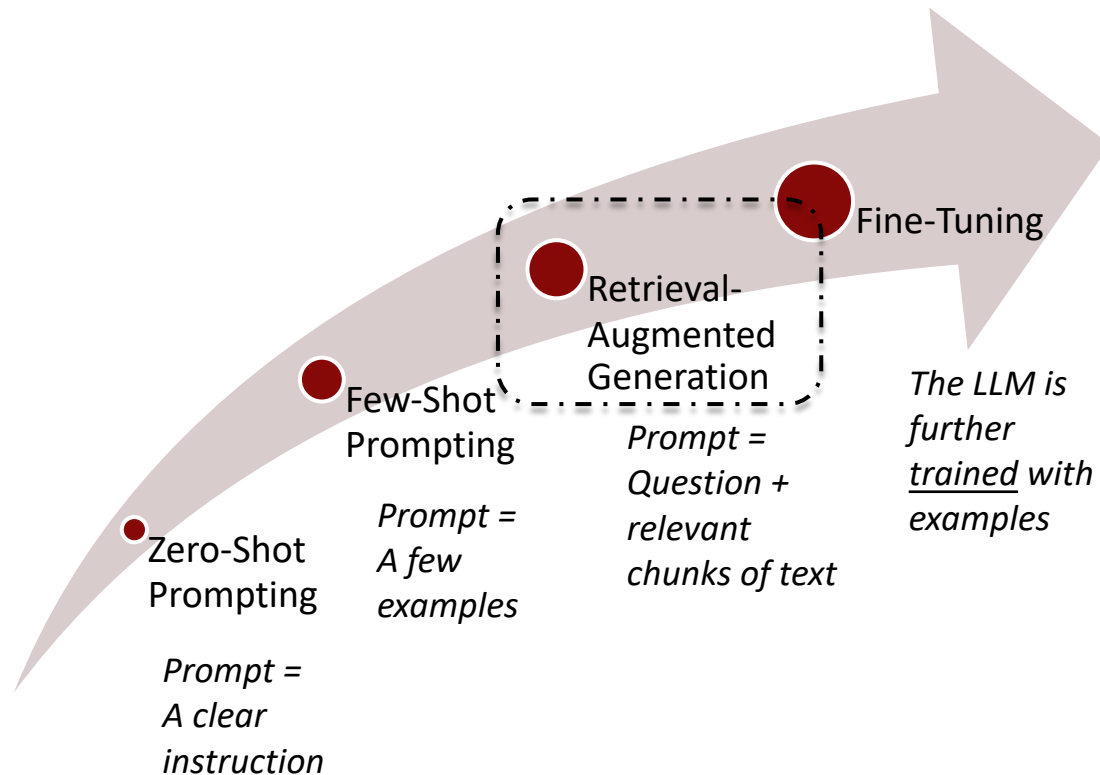 Zero-Shot
Prompting
Prompt =
A clear
instruction
Few-Shot
Prompting
Prompt =
A few
examples
Retrieval-
Augmented
Generation
Prompt =
Question +
relevant
chunks of text
Fine-Tuning
The LLM is
further
trained with
examples